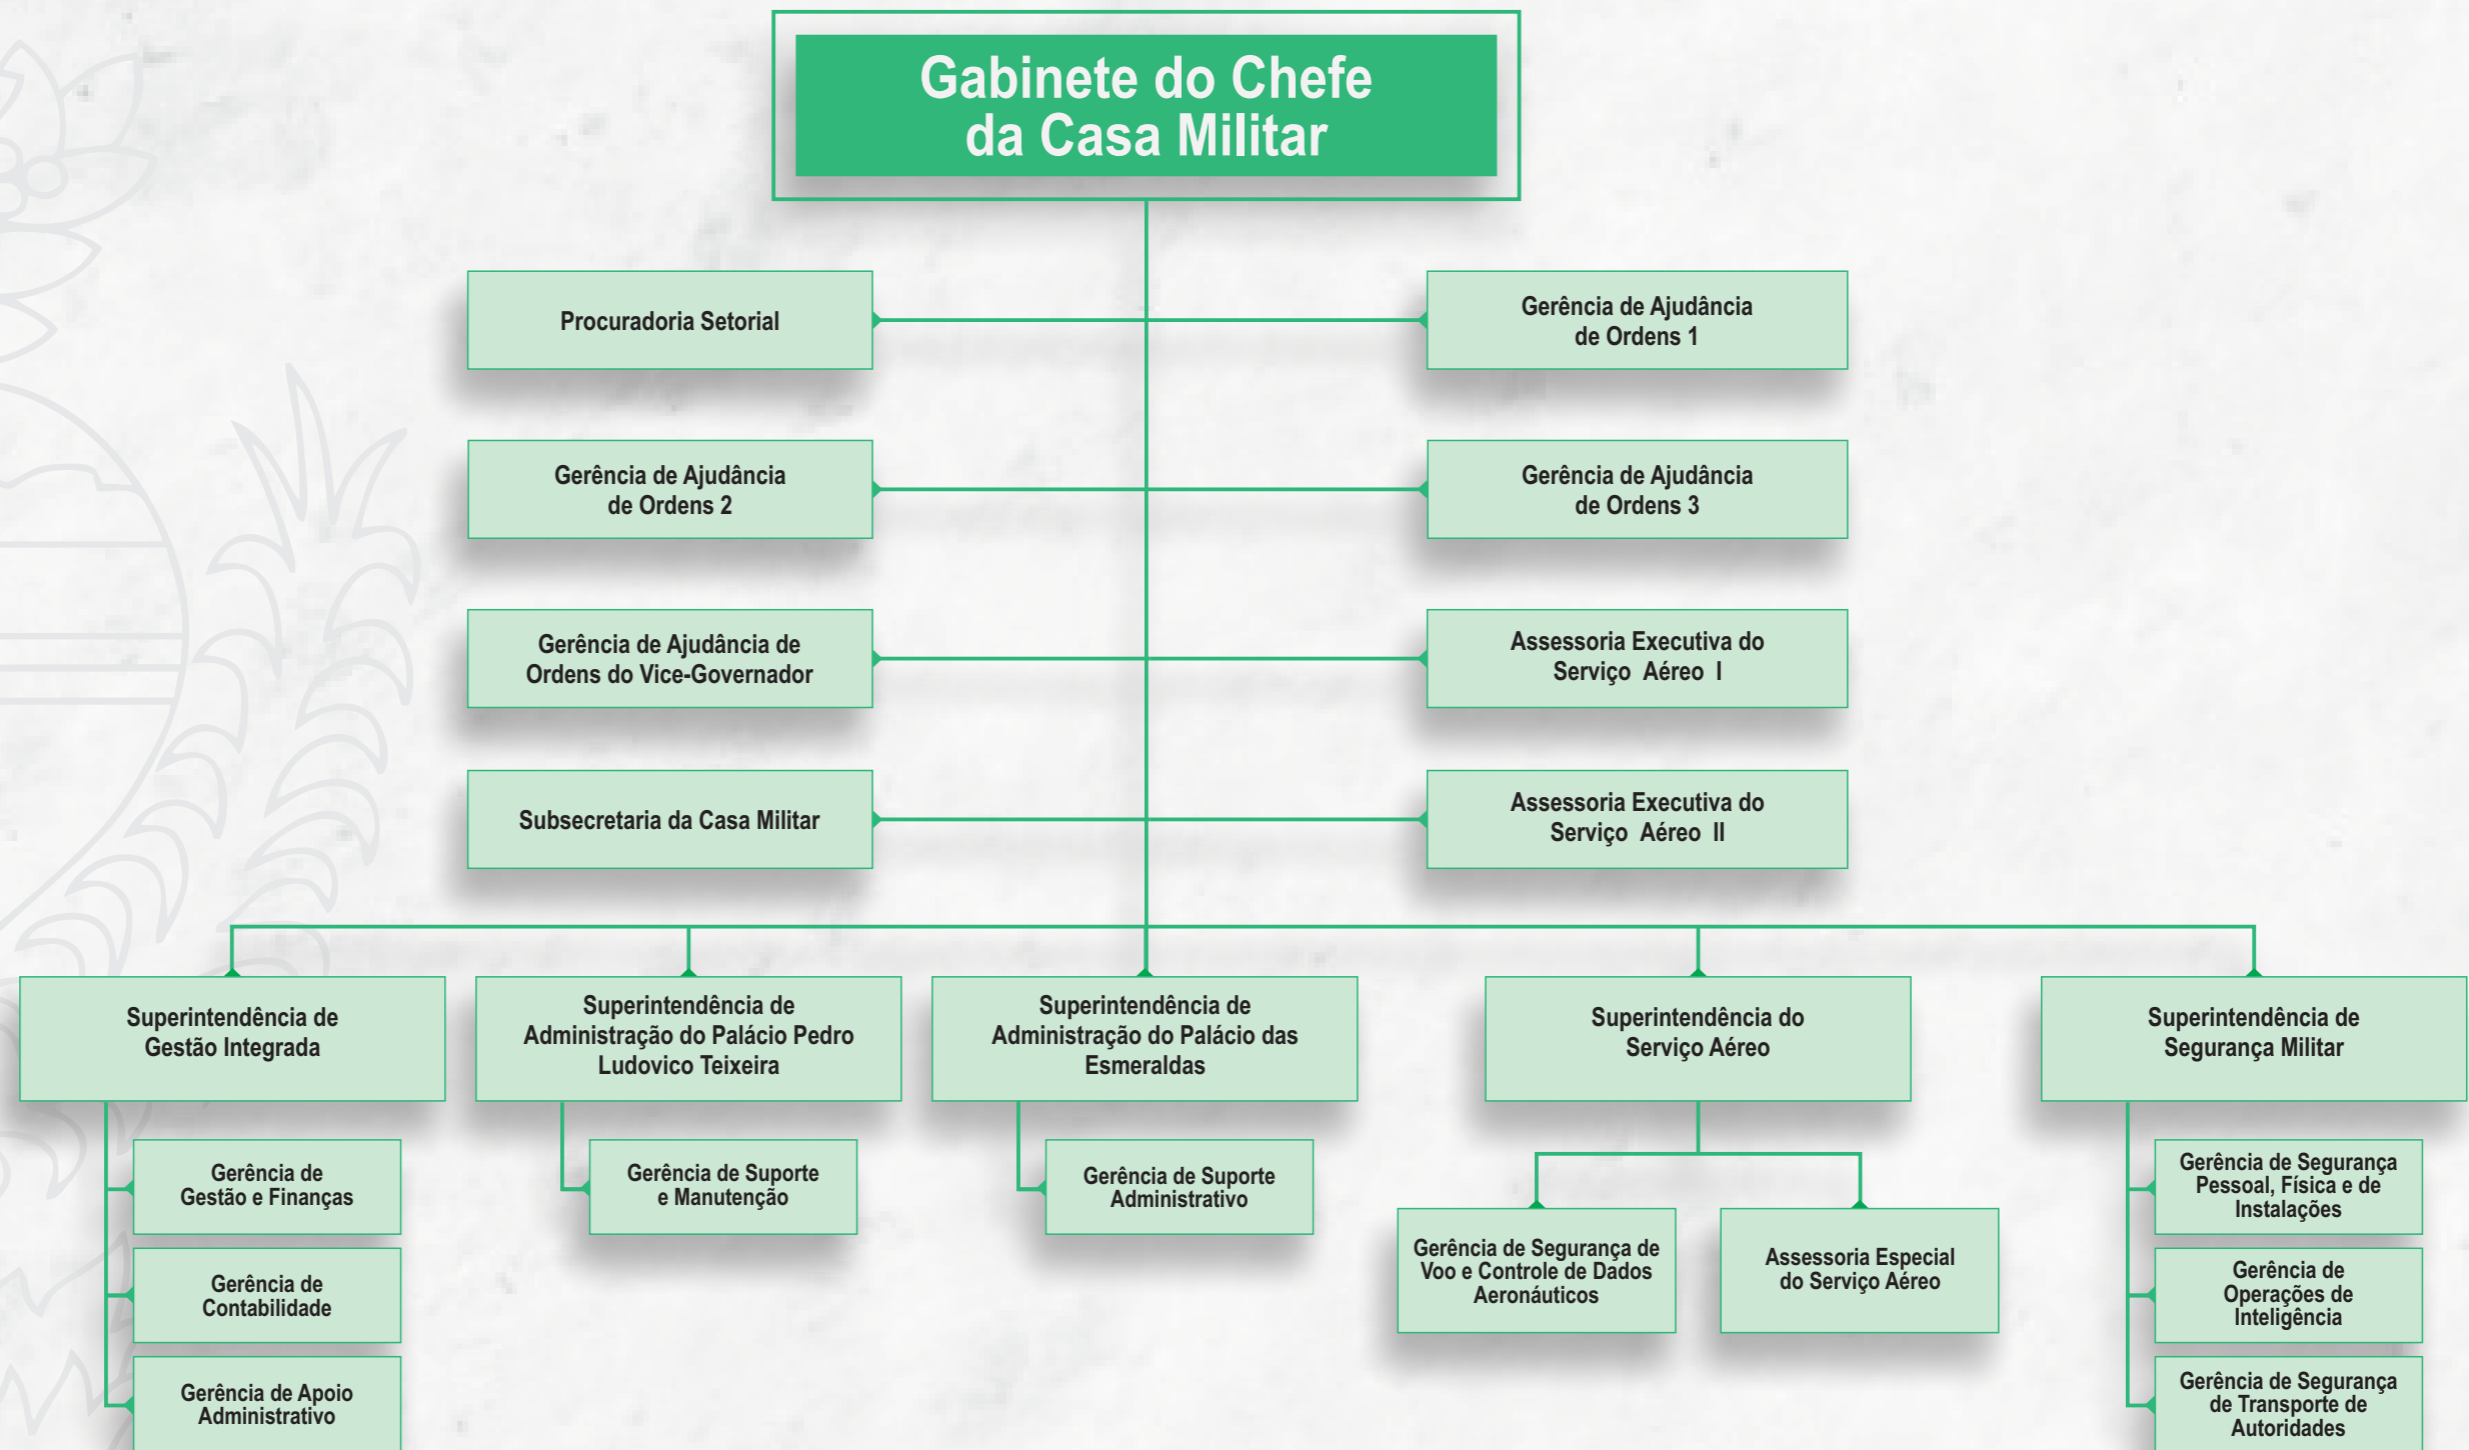 Gabinete do Chefe
da Casa Militar
Procuradoria Setorial
Gerência de Ajudância
de Ordens 1
Gerência de Ajudância
de Ordens 2
Gerência de Ajudância
de Ordens 3
Gerência de Ajudância de
Ordens do Vice-Governador
Assessoria Executiva do
Serviço Aéreo I
Subsecretaria da Casa Militar
Assessoria Executiva do
Serviço Aéreo II
Superintendência de
Gestão Integrada
Gerência de
Gestão e Finanças
Gerência de
Contabilidade
Gerência de Apoio
Administrativo
Superintendência de
Administração do Palácio Pedro
Ludovico Teixeira
Gerência de Suporte
e Manutenção
Superintendência de
Administração do Palácio das
Esmeraldas
Gerência de Suporte
Administrativo
Superintendência do
Serviço Aéreo
Gerência de Segurança de
Voo e Controle de Dados
Aeronáuticos
Assessoria Especial
do Serviço Aéreo
Superintendência de
Segurança Militar
Gerência de Segurança
Pessoal, Física e de
Instalações
Gerência de
Operações de
Inteligência
Gerência de Segurança
de Transporte de
Autoridades